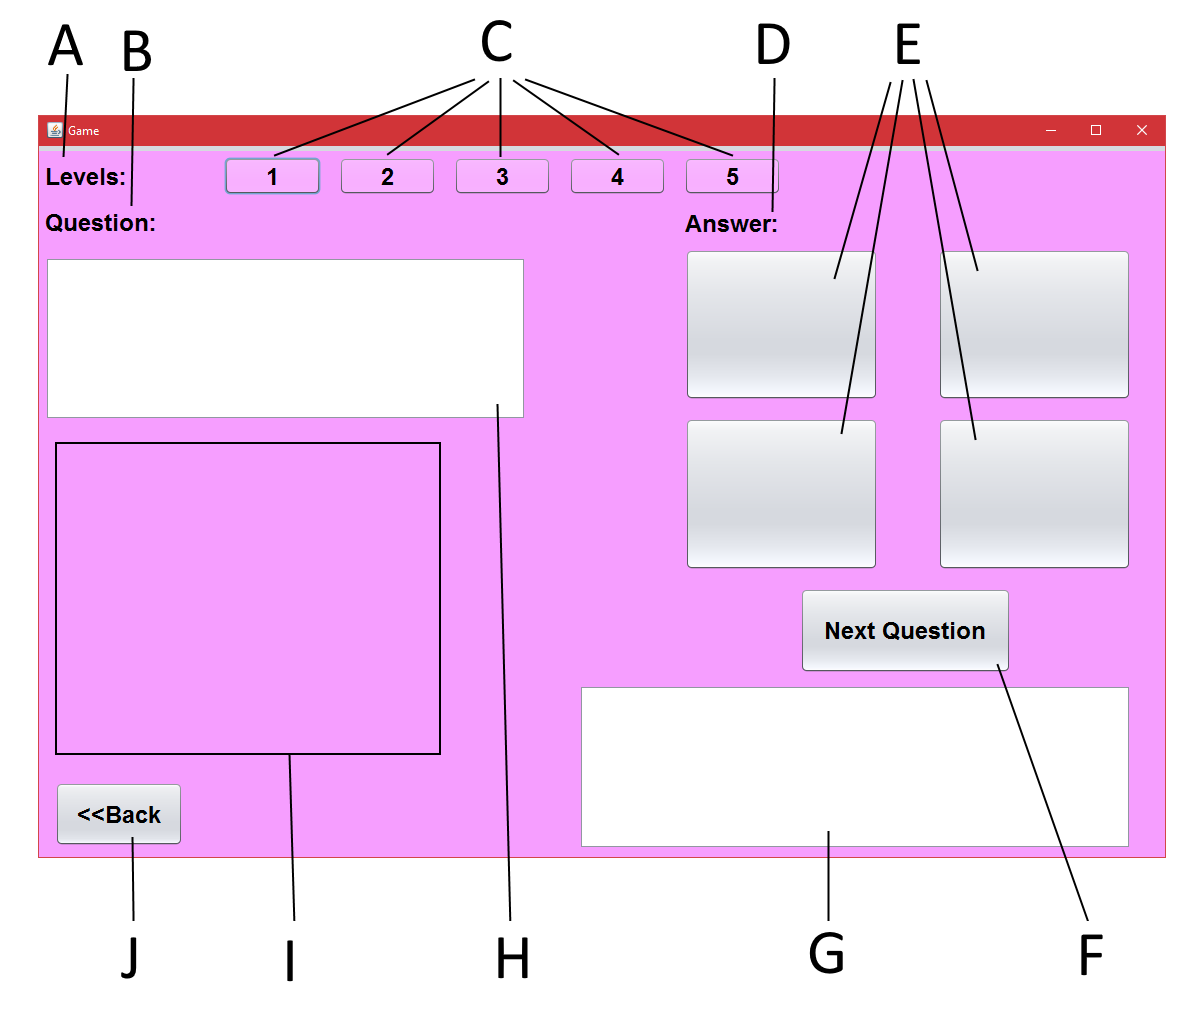 A B C D E
Game
Levels: 1 2 3 4 5
Question: Answer:
Next Question
<<Back
J I H G F